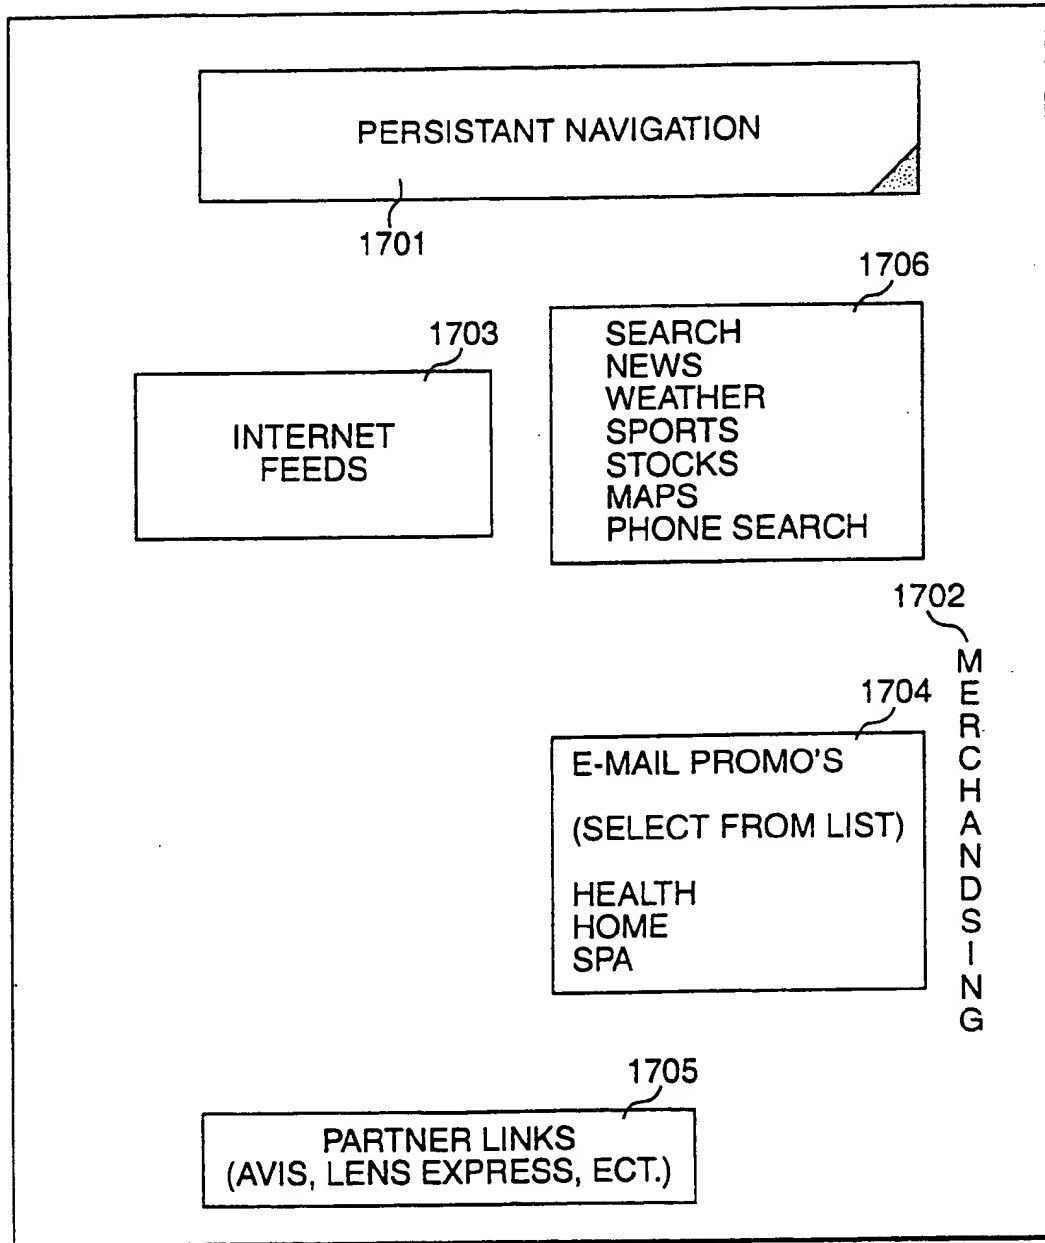 PERSISTANT NAVIGATION
1701
1706
1703
SEARCH
NEWS
WEATHER
SPORTS
STOCKS
MAPS
PHONE SEARCH
INTERNET
FEEDS
1702
MERCHANDSING
1704
E-MAIL PROMO'S
(SELECT FROM LIST)
HEALTH
HOME
SPA
1705
PARTNER LINKS
(AVIS, LENS EXPRESS, ECT.)